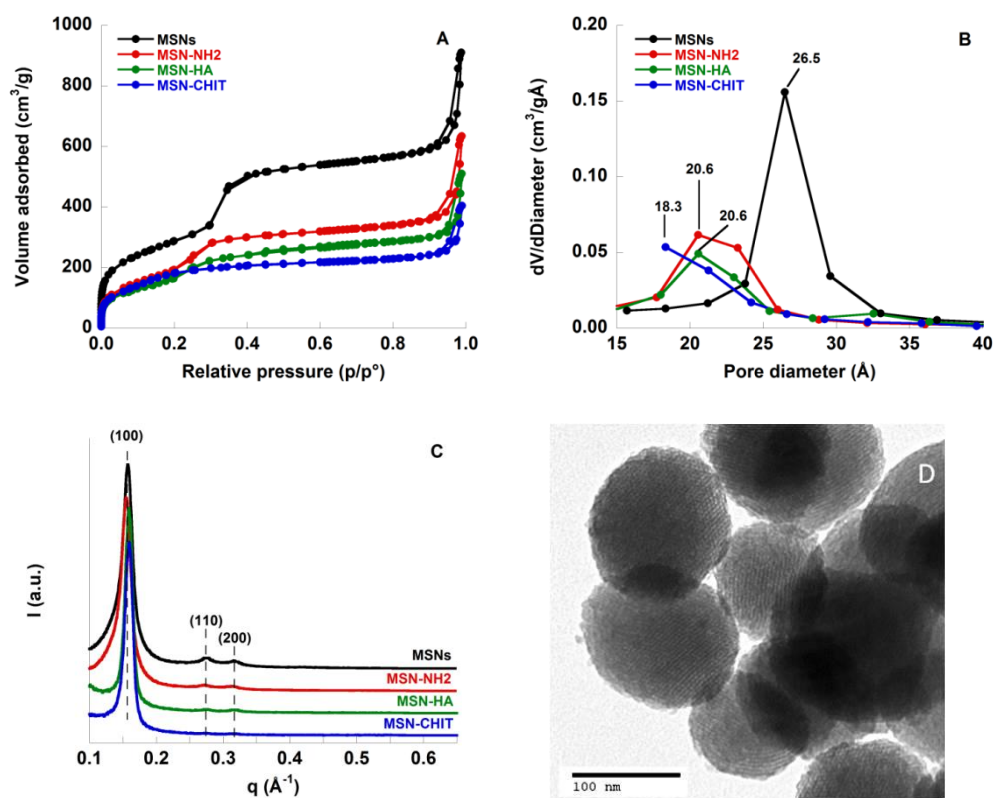 A
MSNs
MSN-NH2
MSN-HA
MSN-CHIT
1000
800
600
400
200
0
0.0 0.2 0.4 0.6 0.8 1.0
Volume adsorbed (cm³/g)
Relative pressure (p/p°)
B
MSNs
MSN-NH2
MSN-HA
MSN-CHIT
26.5
20.6
20.6
18.3
0.20
0.15
0.10
0.05
0.00
15 20 25 30 35 40
dV/dDiameter (cm³/gÅ)
Pore diameter (Å)
C
(100)
(110)
(200)
MSNs
MSN-NH2
MSN-HA
MSN-CHIT
I (a.u.)
0.1 0.2 0.3 0.4 0.5 0.6
q (Å⁻¹)
D
100 nm